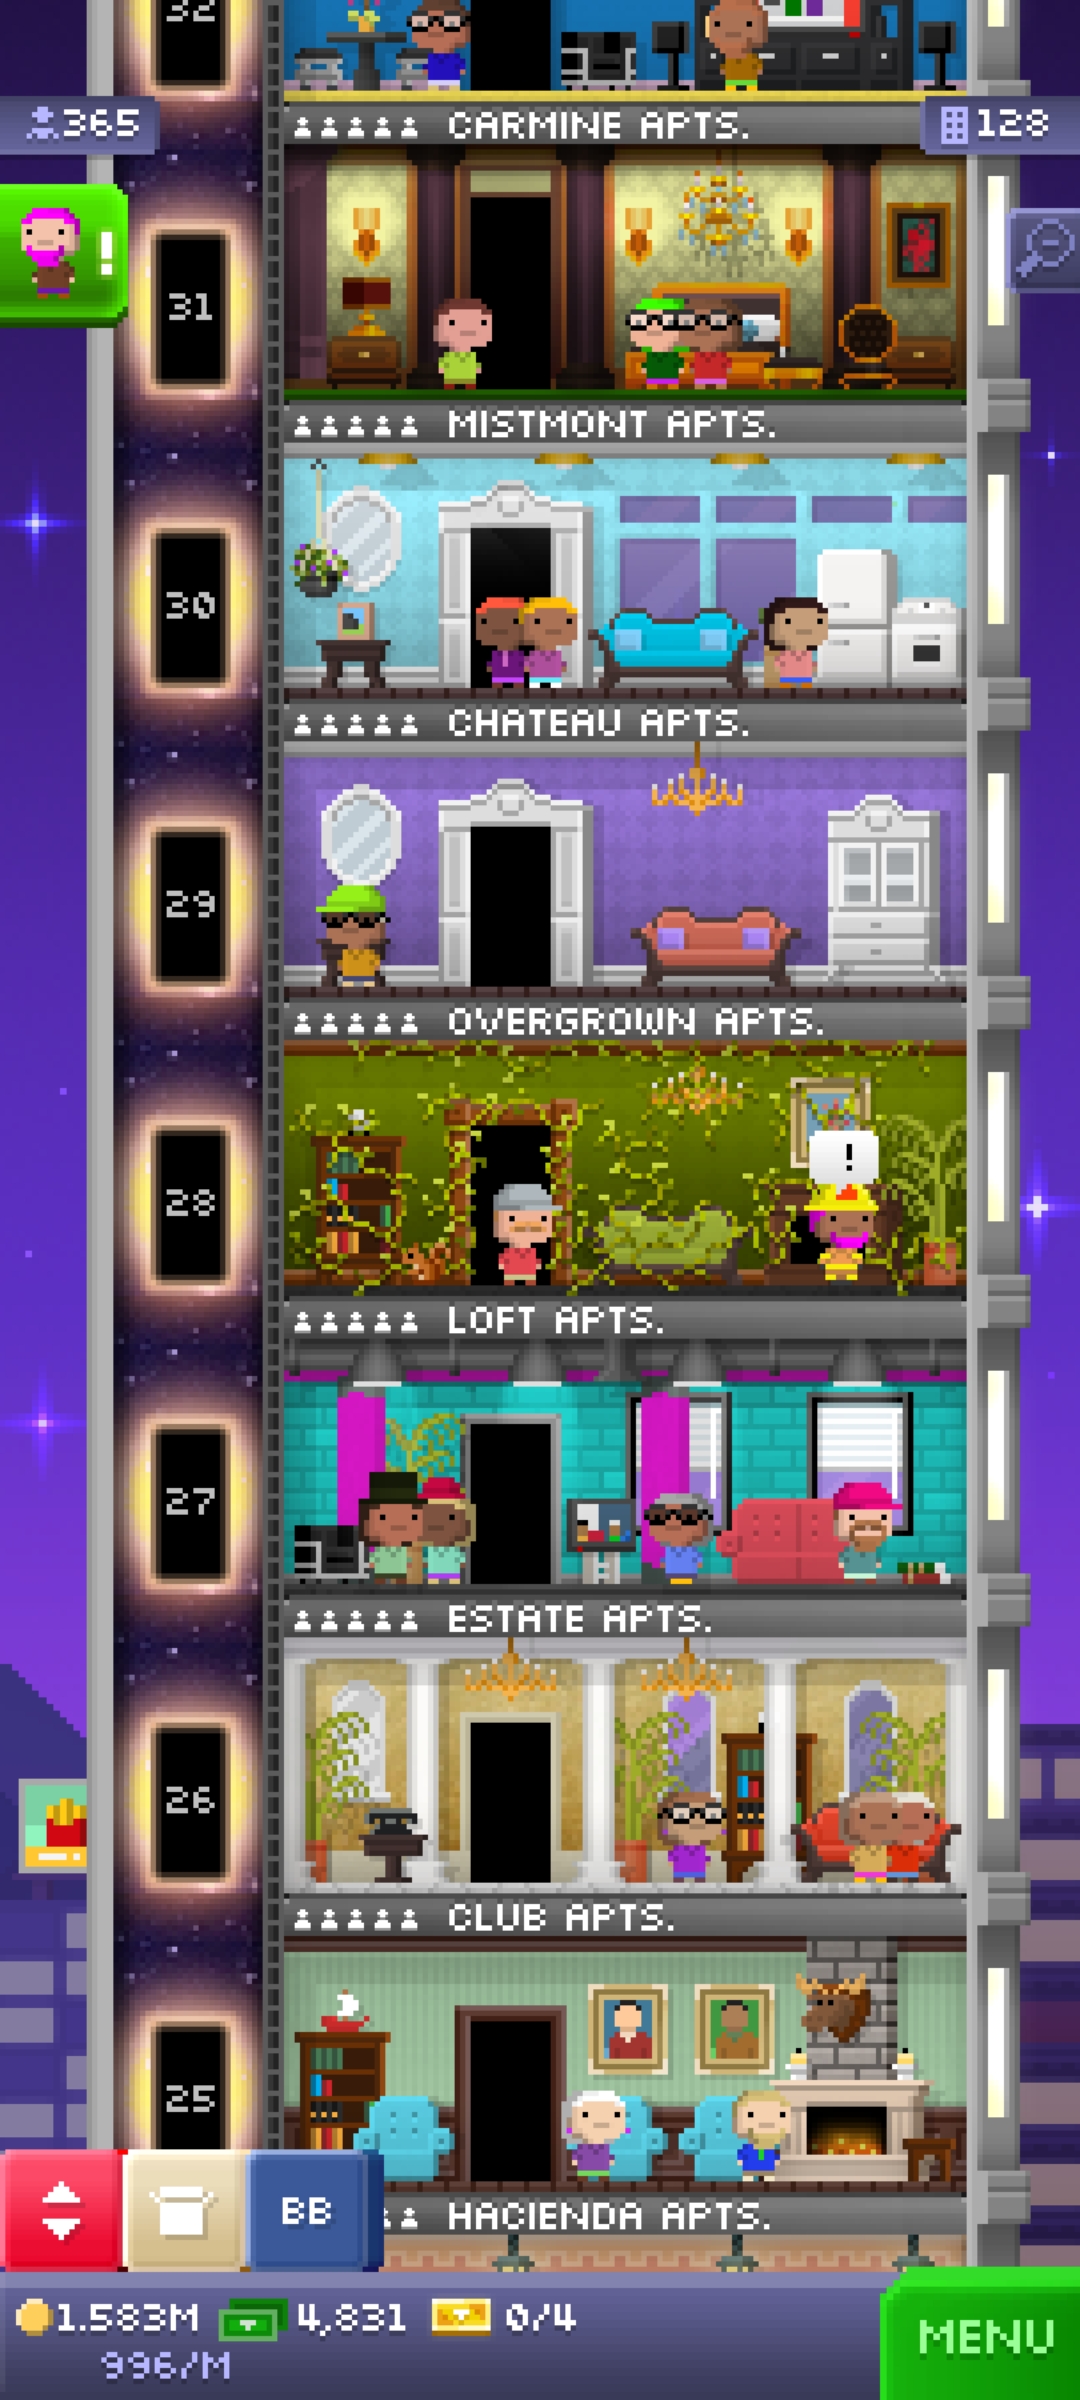 32
365
CARMINE APTS.
128
!
31
MISTMONT APTS.
30
CHATEAU APTS.
29
OVERGROWN APTS.
!
28
LOFT APTS.
27
ESTATE APTS.
26
CLUB APTS.
25
BB
HACIENDA APTS.
1.583M 4,831 0/4
996/M
MENU